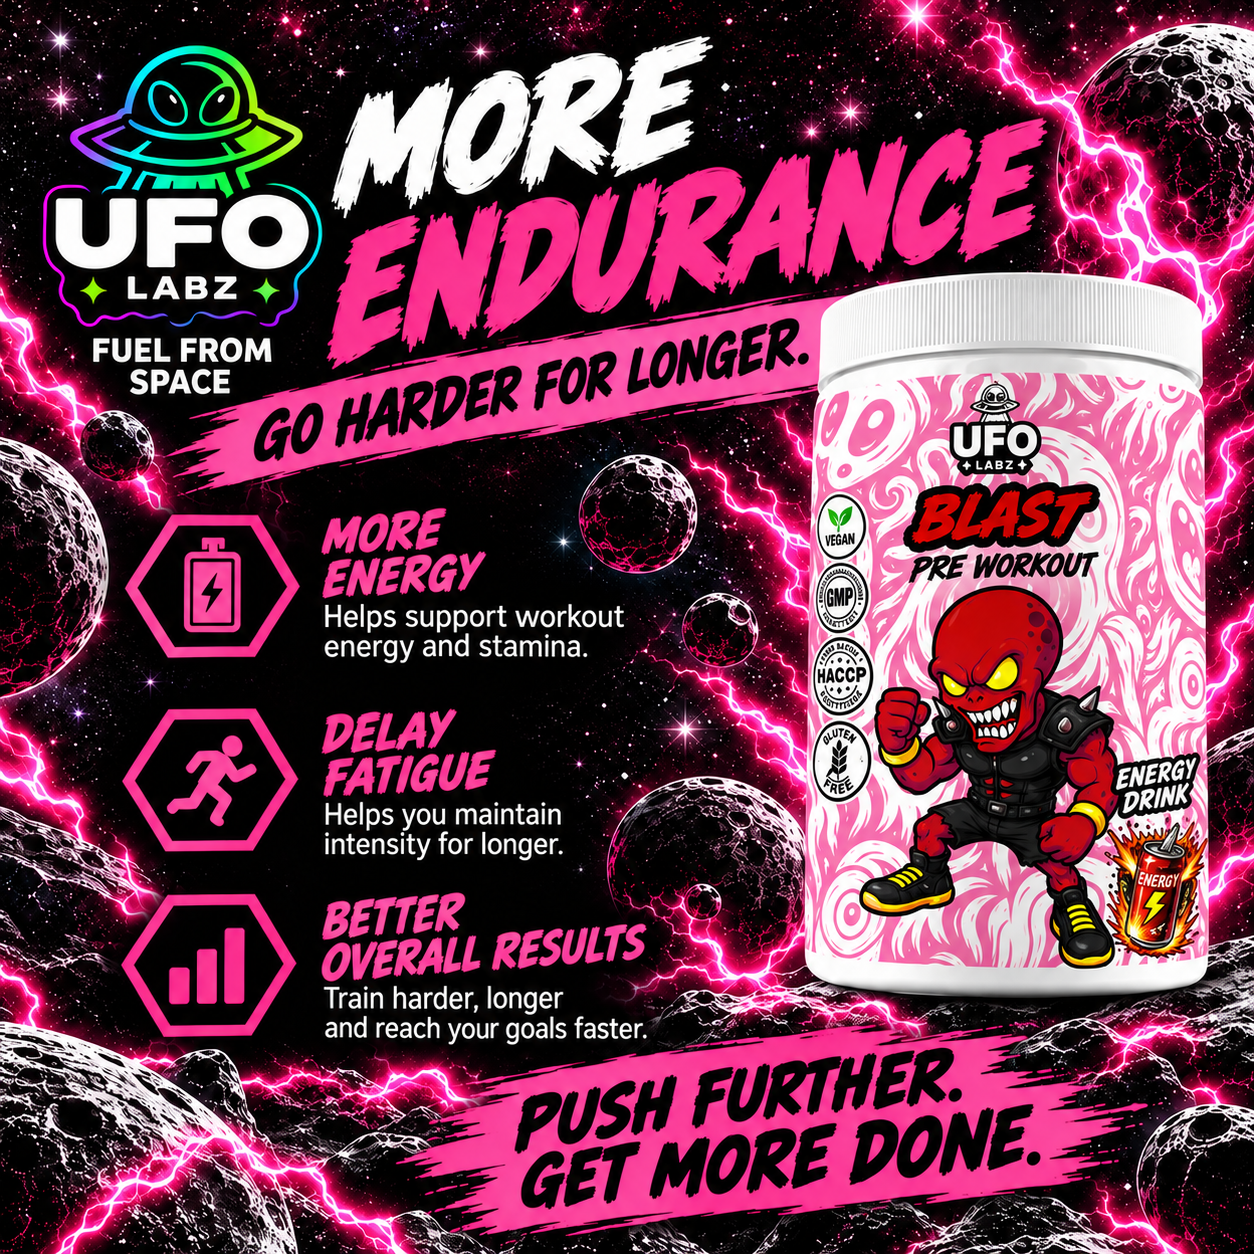 UFO
LABZ
FUEL FROM
SPACE
MORE
ENDURANCE
GO HARDER FOR LONGER.
MORE
ENERGY
Helps support workout
energy and stamina.
DELAY
FATIGUE
Helps you maintain
intensity for longer.
BETTER
OVERALL RESULTS
Train harder, longer
and reach your goals faster.
UFO
LABZ
BLAST
PRE WORKOUT
VEGAN
GMP
HACCP
GLUTEN
FREE
ENERGY
DRINK
ENERGY
PUSH FURTHER.
GET MORE DONE.